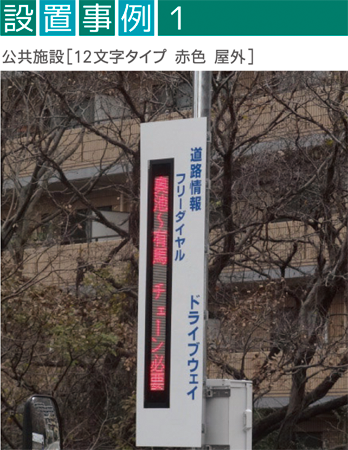 設置事例 1
公共施設[12文字タイプ 赤色 屋外]
道路情報
フリーダイヤル
ドライブウェイ
チェーン必要